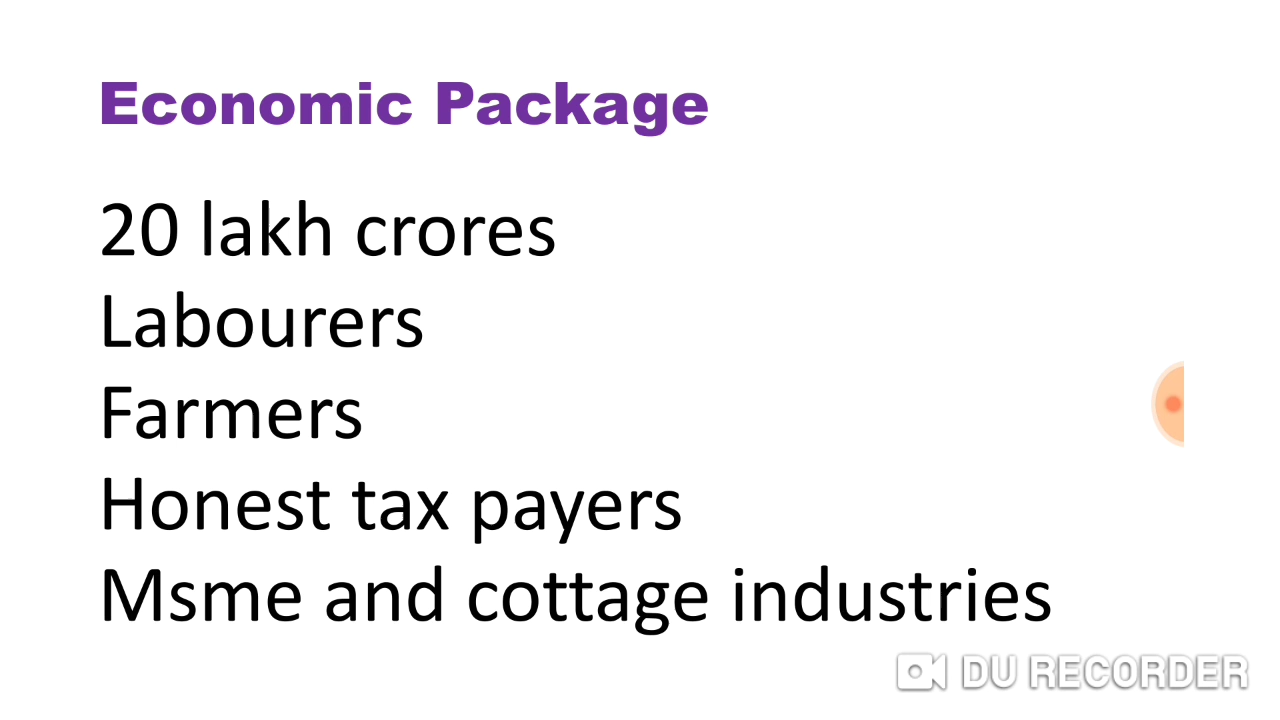 Economic Package
20 lakh crores
Labourers
Farmers
Honest tax payers
Msme and cottage industries
DU RECORDER